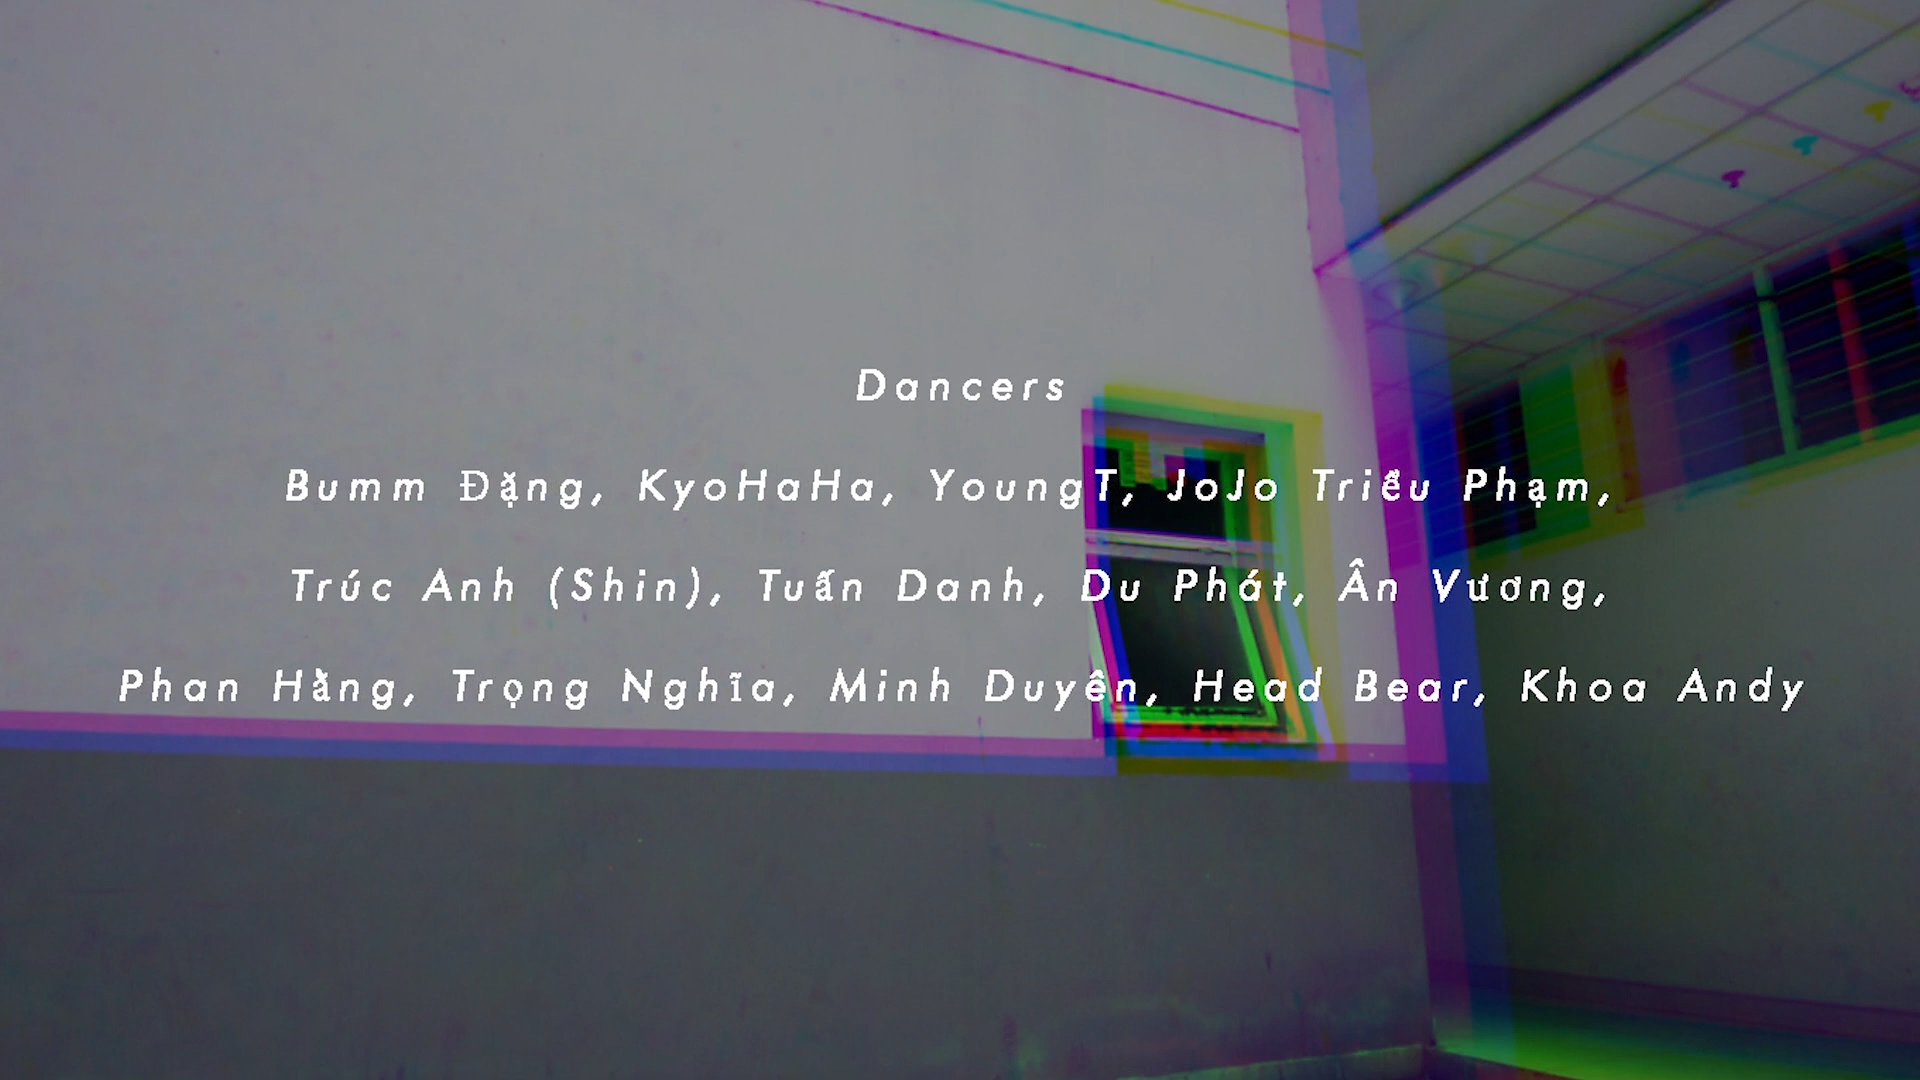 Dancers
Bumm Đặng, KyoHaHa, YoungT, JoJo Triều Phạm,
Trúc Anh (Shin), Tuấn Danh, Du Phát, Ân Vương,
Phan Hằng, Trọng Nghĩa, Minh Duyên, Head Bear, Khoa Andy